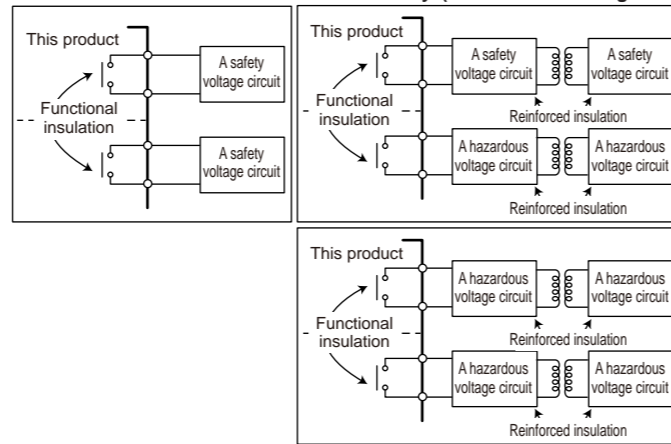 This product
A safety
voltage circuit
Functional
insulation
A safety
voltage circuit
This product
A safety
voltage circuit
A safety
voltage circuit
Reinforced insulation
Functional
insulation
A hazardous
voltage circuit
A hazardous
voltage circuit
Reinforced insulation
This product
A hazardous
voltage circuit
A hazardous
voltage circuit
Reinforced insulation
Functional
insulation
A hazardous
voltage circuit
A hazardous
voltage circuit
Reinforced insulation